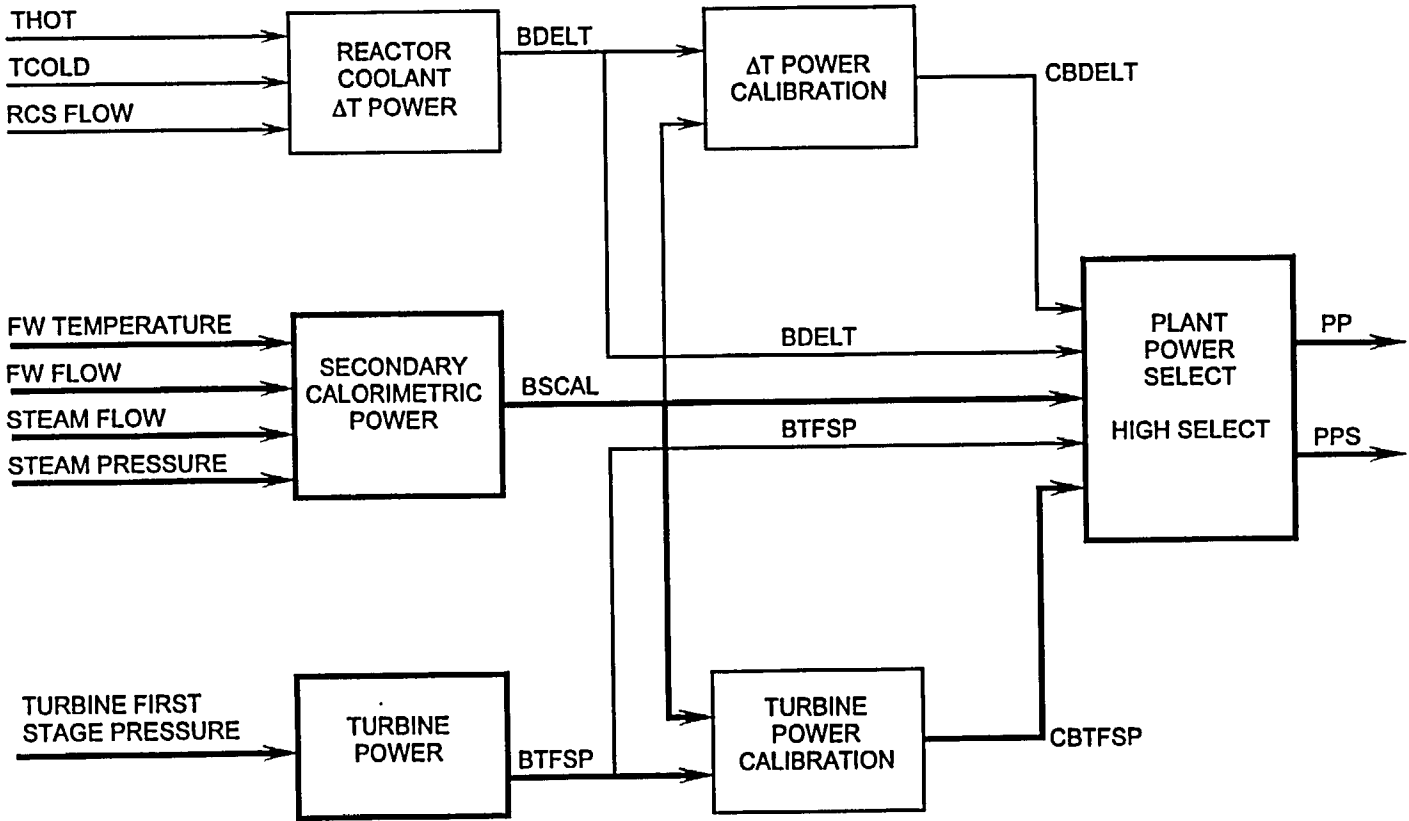 THOT
TCOLD
RCS FLOW
REACTOR
COOLANT
ΔT POWER
BDELT
ΔT POWER
CALIBRATION
CBDELT
FW TEMPERATURE
FW FLOW
STEAM FLOW
STEAM PRESSURE
SECONDARY
CALORIMETRIC
POWER
BSCAL
BDELT
BTFSP
PLANT
POWER
SELECT
HIGH SELECT
PP
PPS
TURBINE FIRST
STAGE PRESSURE
TURBINE
POWER
BTFSP
TURBINE
POWER
CALIBRATION
CBTFSP